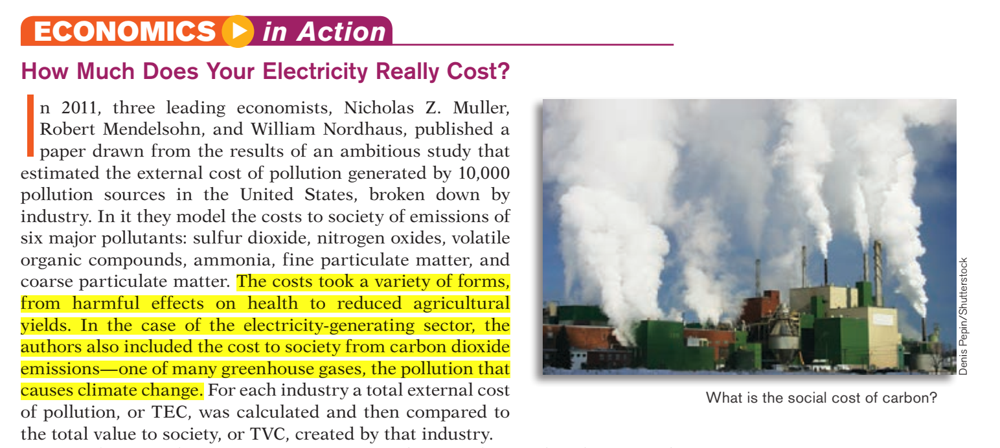 ECONOMICS in Action
How Much Does Your Electricity Really Cost?
In 2011, three leading economists, Nicholas Z. Muller,
Robert Mendelsohn, and William Nordhaus, published a
paper drawn from the results of an ambitious study that
estimated the external cost of pollution generated by 10,000
pollution sources in the United States, broken down by
industry. In it they model the costs to society of emissions of
six major pollutants: sulfur dioxide, nitrogen oxides, volatile
organic compounds, ammonia, fine particulate matter, and
coarse particulate matter. The costs took a variety of forms,
from harmful effects on health to reduced agricultural
yields. In the case of the electricity-generating sector, the
authors also included the cost to society from carbon dioxide
emissions—one of many greenhouse gases, the pollution that
causes climate change. For each industry a total external cost
of pollution, or TEC, was calculated and then compared to
the total value to society, or TVC, created by that industry.
Denis Pepin/Shutterstock
What is the social cost of carbon?